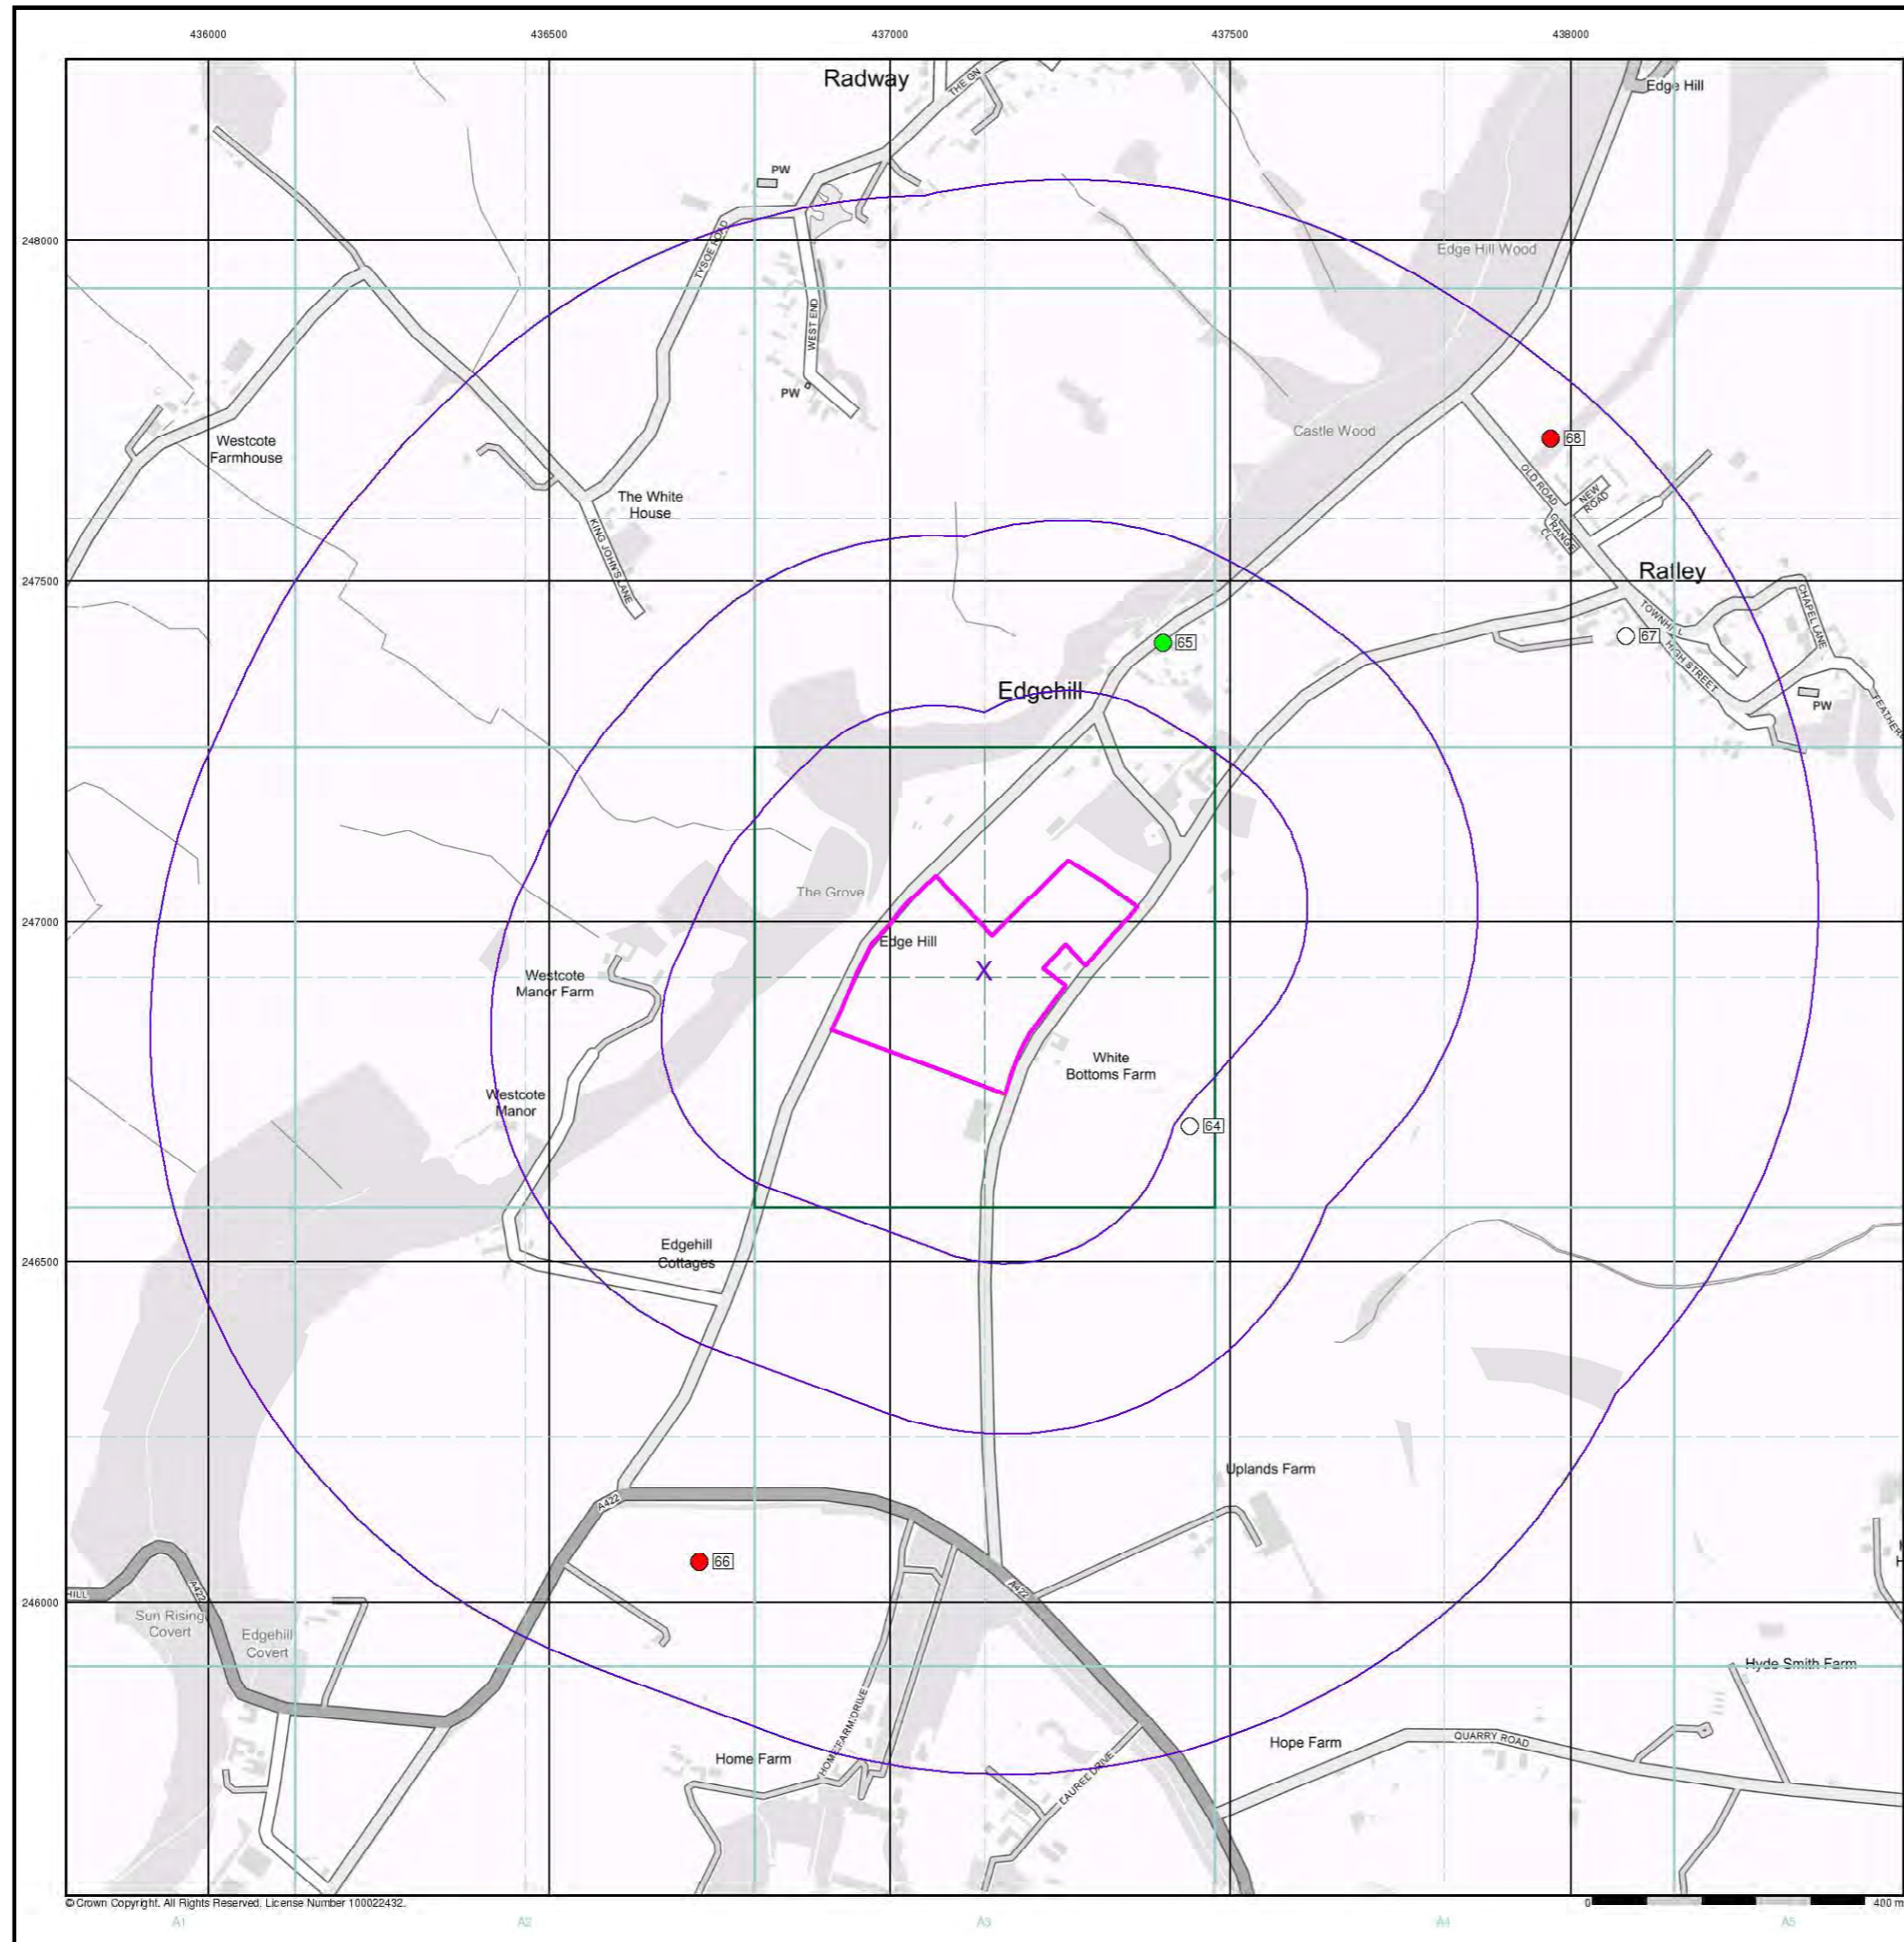 436000
436500
437000
437500
438000
Radway
THE GN
Edge Hill
PW
248000
TYSOE ROAD
Edge Hill Wood
WEST END
PW
Castle Wood
Westcote
Farmhouse
68
The White
House
OLD ROAD
NEW
ROAD
GRANGE
CL
KING JOHN'S LANE
247500
Ratley
TOWNHILL
CHAPEL LANE
67
65
HIGH STREET
Edgehill
PW
The Grove
247000
Edge Hill
Westcote
Manor Farm
X
White
Bottoms Farm
Westcote
Manor
64
Edgehill
Cottages
246500
Uplands Farm
A422
66
A422
A422
HILL
246000
Sun Rising
Covert
Edgehill
Covert
Hyde Smith Farm
HOME FARM DRIVE
Home Farm
Hope Farm
QUARRY ROAD
LAUREL DRIVE
© Crown Copyright. All Rights Reserved. License Number 100022432.
0
400 m
A1
A2
A3
A4
A5